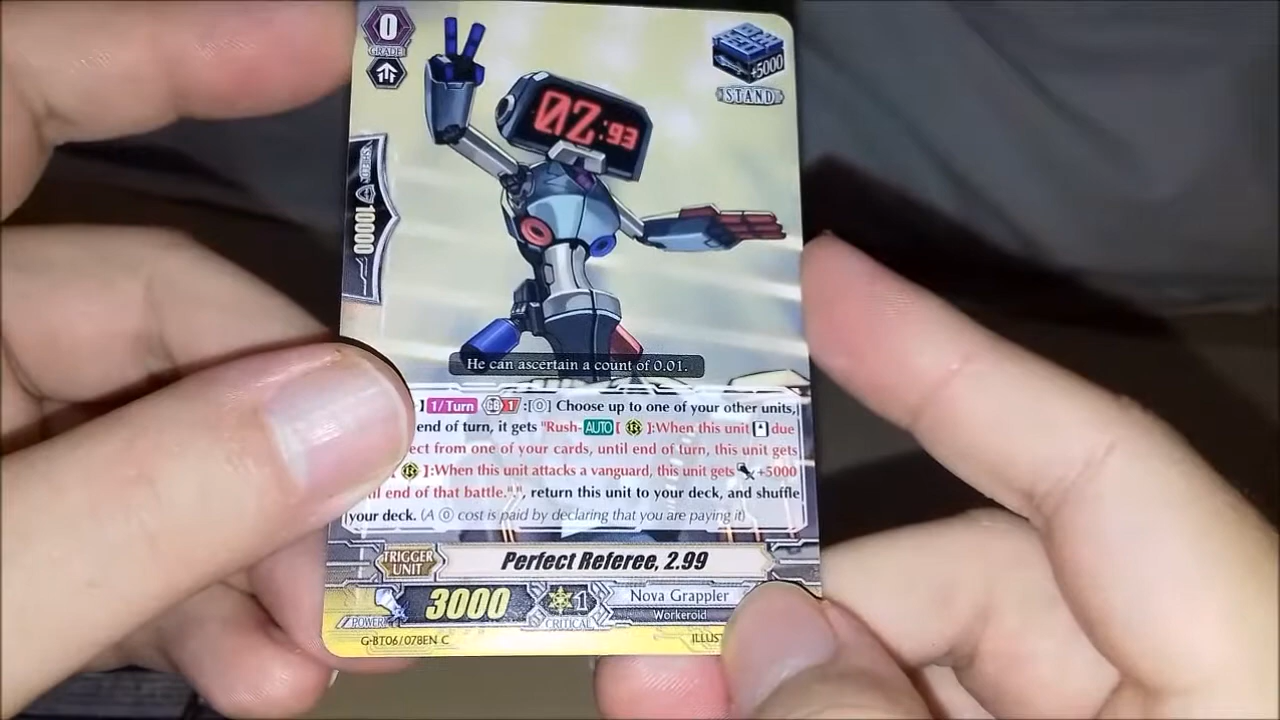 0
GRADE
+5000
STAND
02:93
SHIELD
10000
He can ascertain a count of 0.01.
] 1/Turn GB 1 :[0] Choose up to one of your other units,
end of turn, it gets "Rush-AUTO [ R ]:When this unit due
ect from one of your cards, until end of turn, this unit gets
[ R ]:When this unit attacks a vanguard, this unit gets +5000
til end of that battle."", return this unit to your deck, and shuffle
your deck. (A 0 cost is paid by declaring that you are paying it)
TRIGGER
UNIT
Perfect Referee, 2.99
POWER
3000
1
CRITICAL
Nova Grappler
Workeroid
G-BT06/078EN C
ILLUST